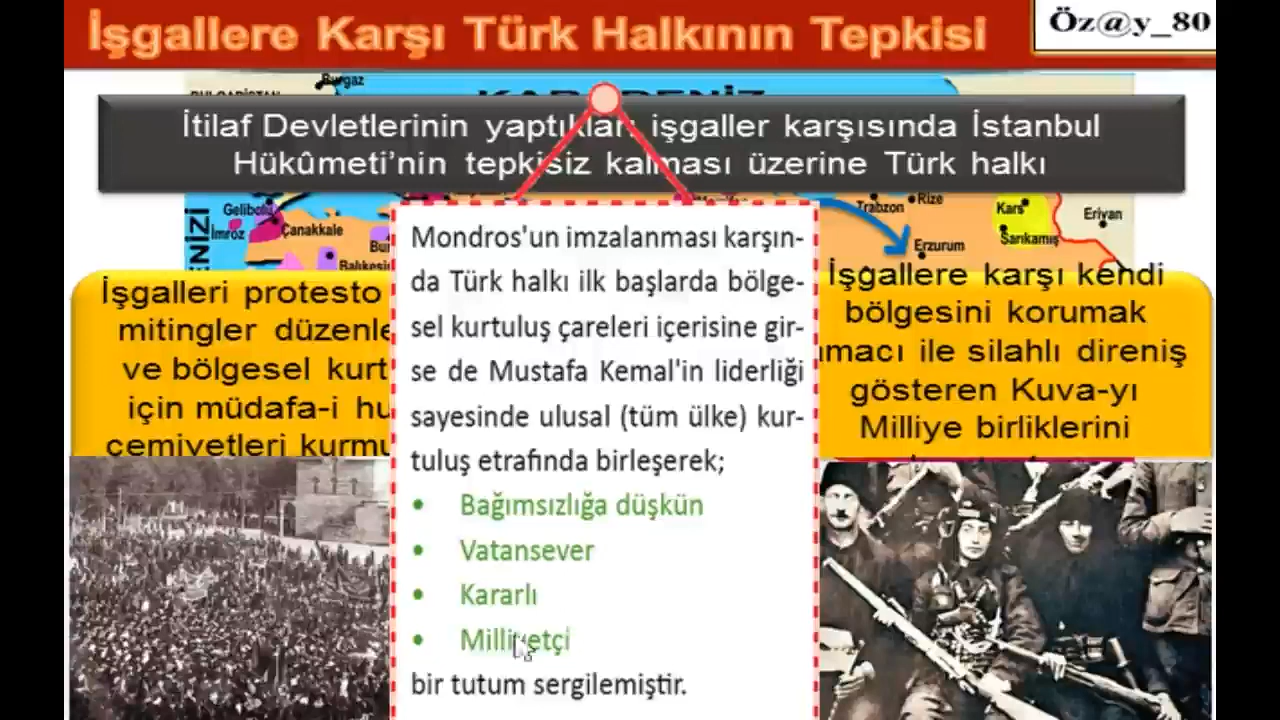 İşgallere Karşı Türk Halkının Tepkisi
Öz@y_80
Burgaz
İtilaf Devletlerinin yaptıkları işgaller karşısında İstanbul
Hükûmeti'nin tepkisiz kalması üzerine Türk halkı
Gelibolu
İmroz
Çanakkale
Trabzon
Rize
Kars
Erivan
Sarıkamış
Erzurum
İşgalleri protesto
mitingler
ve bölgesel
için müdafa-i
cemiyetleri
Mondros'un imzalanması karşın-
da Türk halkı ilk başlarda bölge-
sel kurtuluş çareleri içerisine gir-
se de Mustafa Kemal'in liderliği
sayesinde ulusal (tüm ülke) kur-
tuluş etrafında birleşerek;
• Bağımsızlığa düşkün
• Vatansever
• Kararlı
• Milliyetçi
bir tutum sergilemiştir.
İşgallere karşı kendi
bölgesini korumak
ile silahlı direniş
gösteren Kuva-yı
Milliye birliklerini